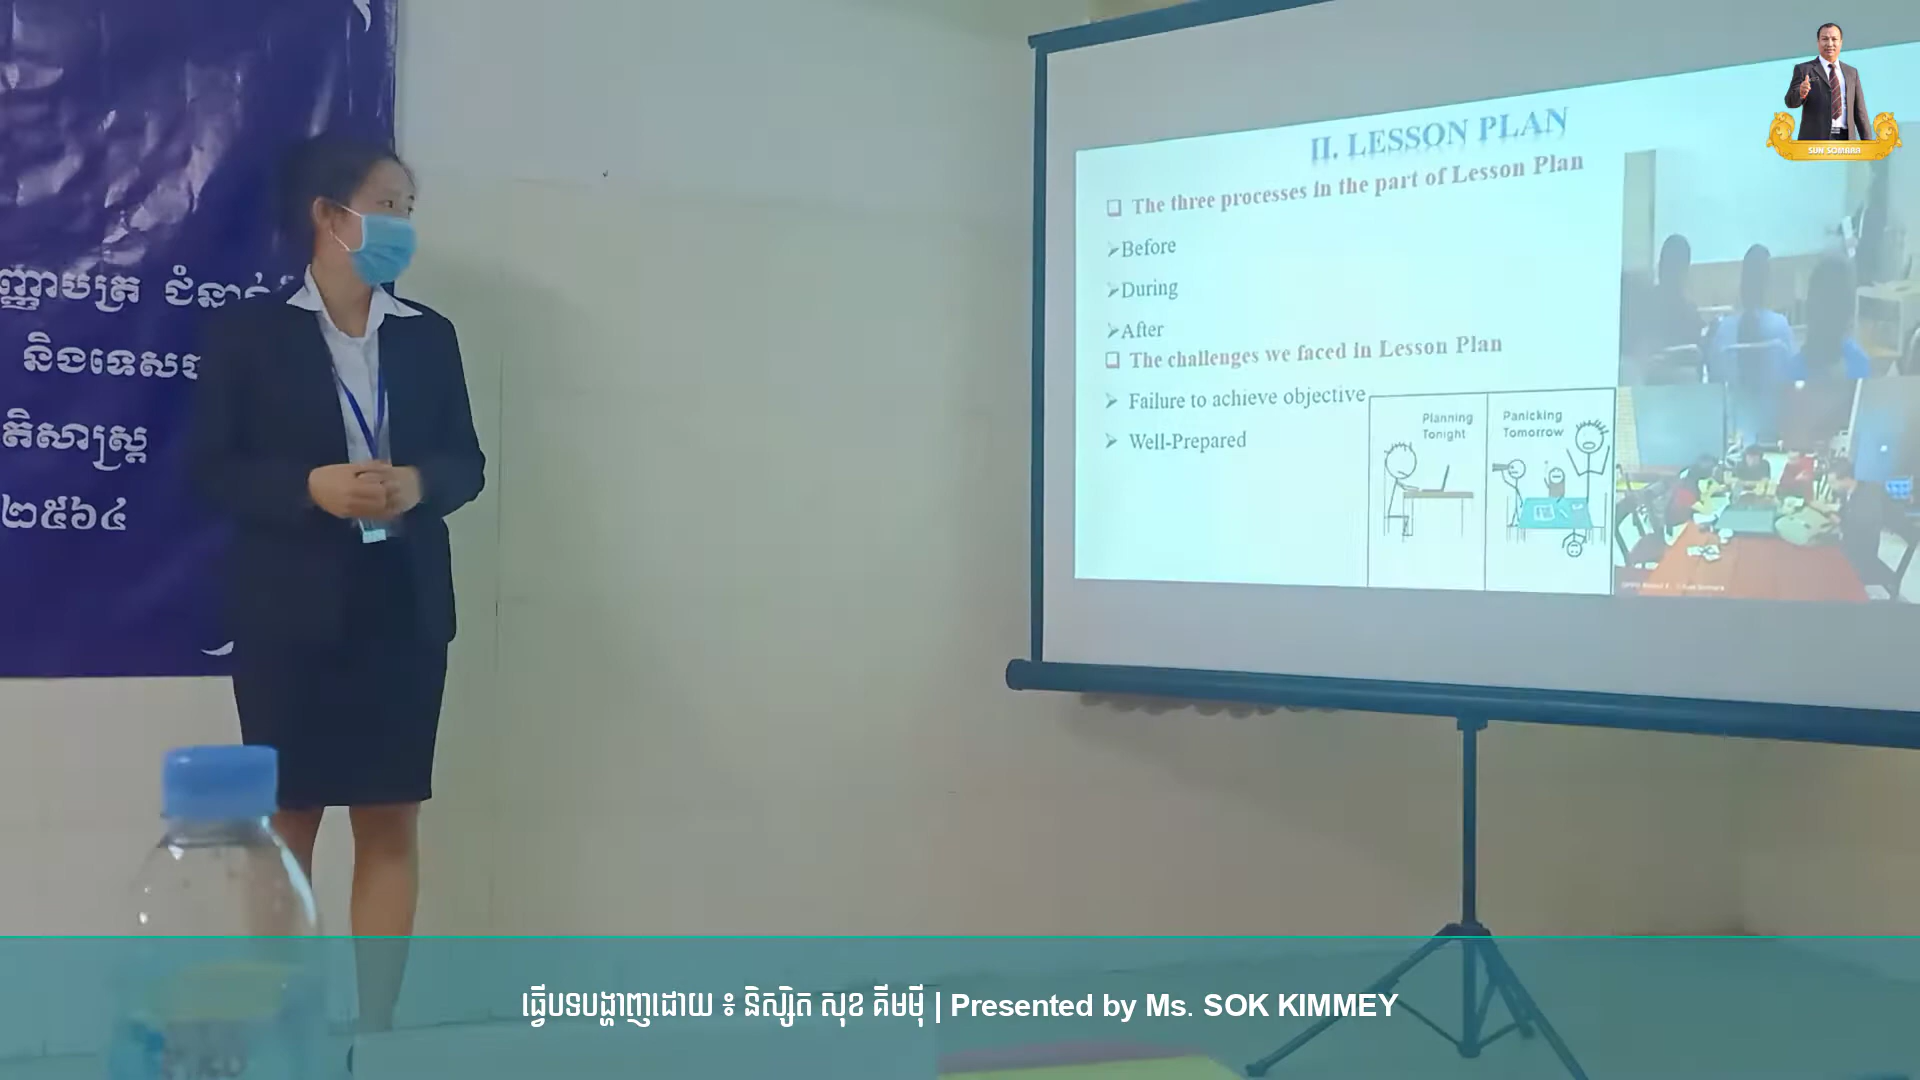 ញ្ញាបត្រ ជំនាន់
និងទេសច
តិសាស្ត្រ
២៥៦៤
II. LESSON PLAN
❑ The three processes in the part of Lesson Plan
➢Before
➢During
➢After
❑ The challenges we faced in Lesson Plan
➢ Failure to achieve objective
➢ Well-Prepared
Planning
Tonight
Panicking
Tomorrow
SUN SOMARA
ធ្វើបទបង្ហាញដោយ ៖ និស្សិត សុខ គីមម៉ី | Presented by Ms. SOK KIMMEY